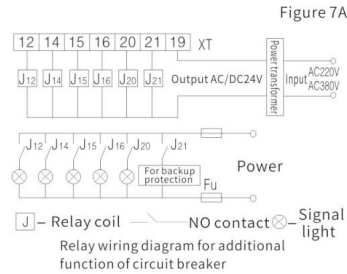 Figure 7A
12 14 15 16 20 21 19 XT
J12 J14 J15 J16 J20 J21
Output AC/DC24V
Power transformer
Input AC220V
AC380V
J12 J14 J15 J16 J20 J21
For backup
protection
Power
Fu
J – Relay coil NO contact – Signal
light
Relay wiring diagram for additional
function of circuit breaker